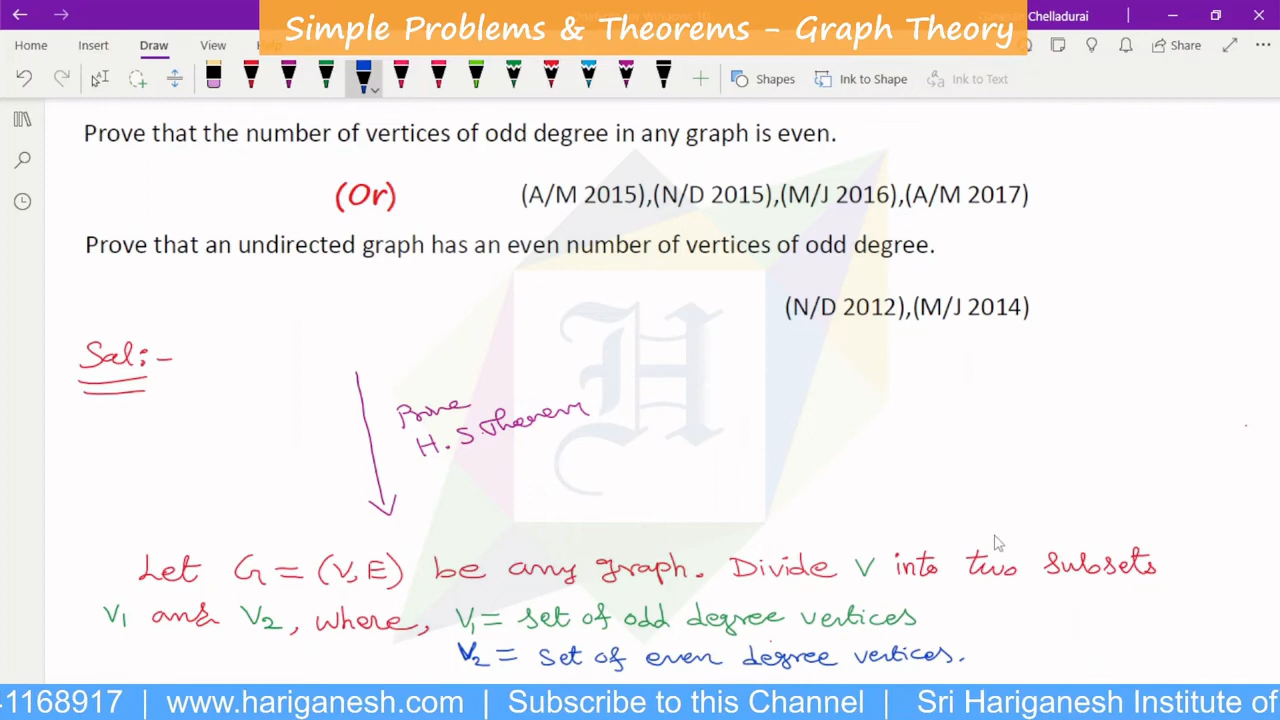 Simple Problems & Theorems - Graph Theory
Chelladurai
Home Insert Draw View
Share
Shapes Ink to Shape Ink to Text
Prove that the number of vertices of odd degree in any graph is even.
(Or) (A/M 2015),(N/D 2015),(M/J 2016),(A/M 2017)
Prove that an undirected graph has an even number of vertices of odd degree.
(N/D 2012),(M/J 2014)
Sol:-
Prove
H.S.Theorem
Let G = (V,E) be any graph. Divide V into two subsets
V1 and V2, where, V1 = set of odd degree vertices
V2 = set of even degree vertices.
1168917 | www.hariganesh.com | Subscribe to this Channel | Sri Hariganesh Institute of